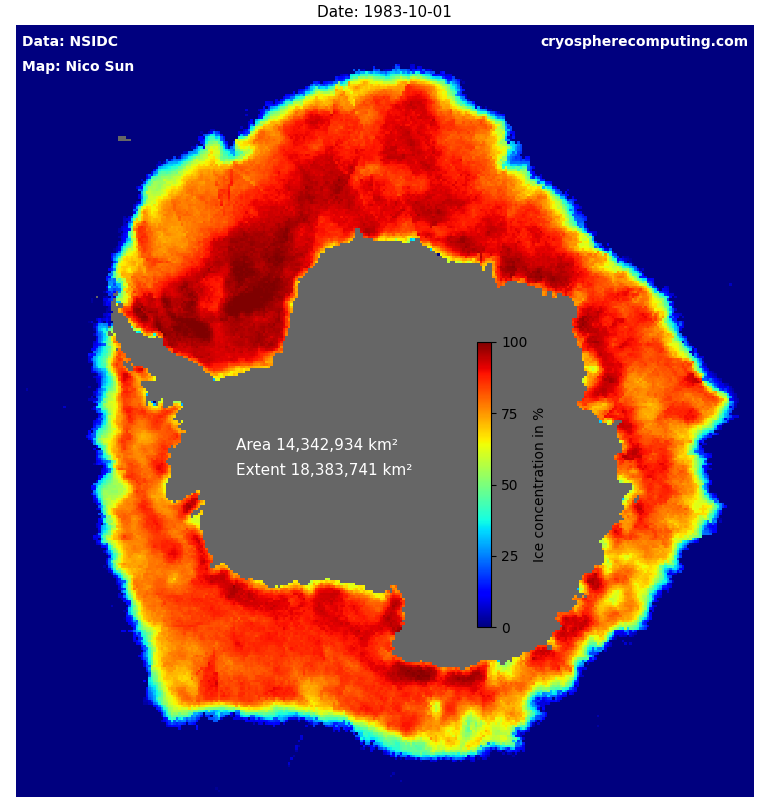 Date: 1983-10-01
Data: NSIDC
cryospherecomputing.com
Map: Nico Sun
100
75
50
25
0
Ice concentration in %
Area 14,342,934 km²
Extent 18,383,741 km²